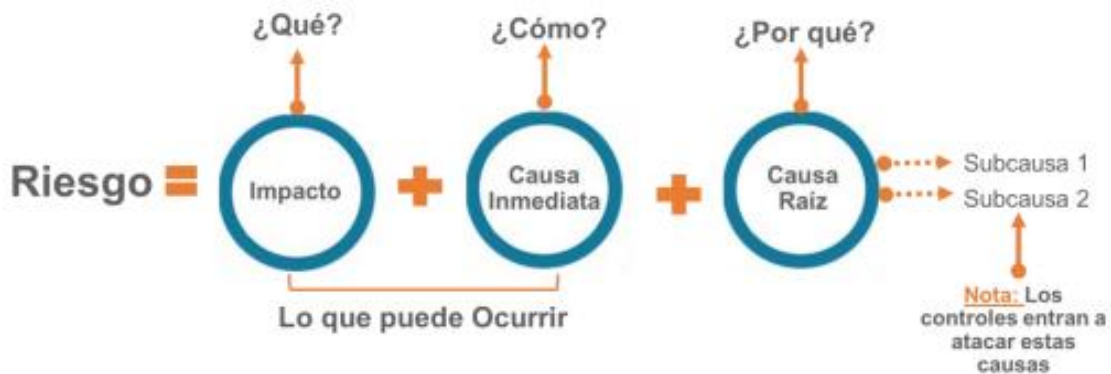 ¿Qué?
¿Cómo?
¿Por qué?
Riesgo =
Impacto
+
Causa
Inmediata
+
Causa
Raíz
Subcausa 1
Subcausa 2
Lo que puede Ocurrir
Nota: Los
controles entran a
atacar estas
causas